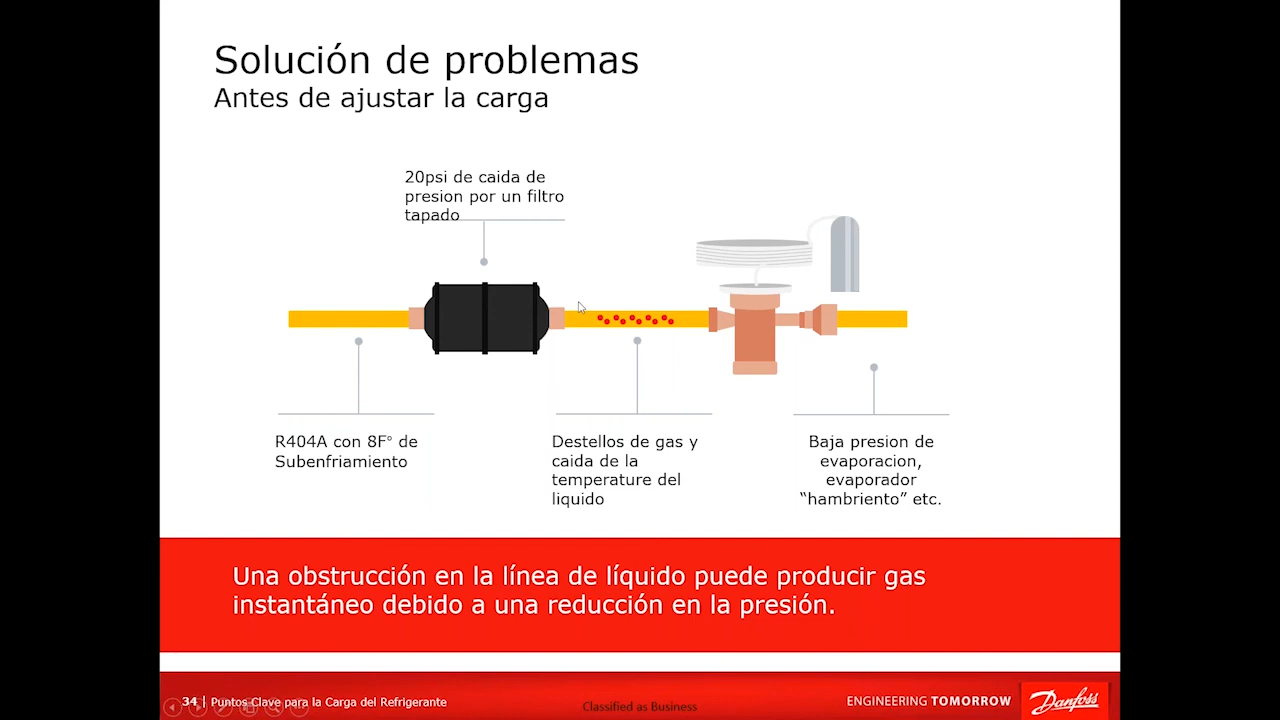 Solución de problemas
Antes de ajustar la carga
20psi de caida de
presion por un filtro
tapado
R404A con 8F° de
Subenfriamiento
Destellos de gas y
caida de la
temperature del
liquido
Baja presion de
evaporacion,
evaporador
“hambriento” etc.
Una obstrucción en la línea de líquido puede producir gas
instantáneo debido a una reducción en la presión.
34 | Puntos Clave para la Carga del Refrigerante
Classified as Business
ENGINEERING TOMORROW
Danfoss